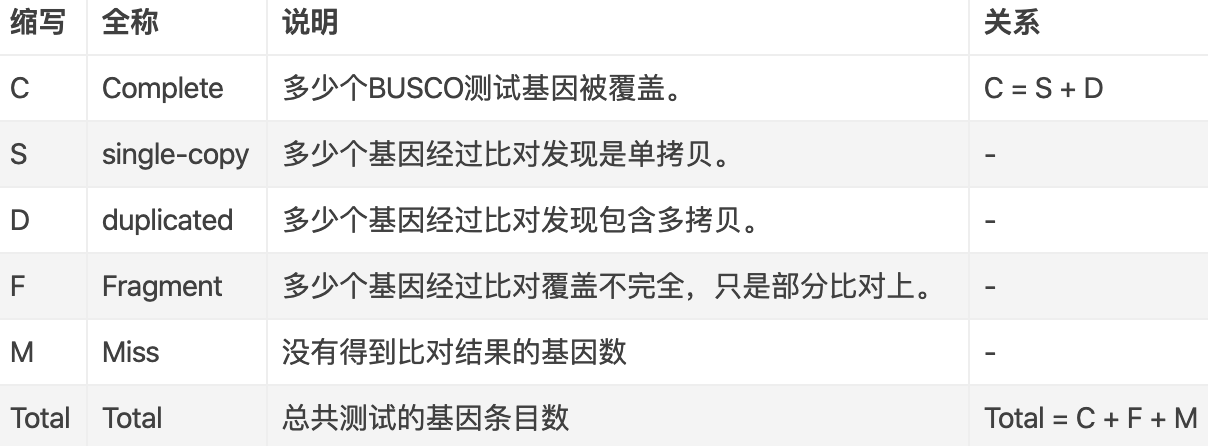 缩写 全称 说明 关系
C Complete 多少个BUSCO测试基因被覆盖。 C = S + D
S single-copy 多少个基因经过比对发现是单拷贝。 -
D duplicated 多少个基因经过比对发现包含多拷贝。 -
F Fragment 多少个基因经过比对覆盖不完全，只是部分比对上。 -
M Miss 没有得到比对结果的基因数 -
Total Total 总共测试的基因条目数 Total = C + F + M